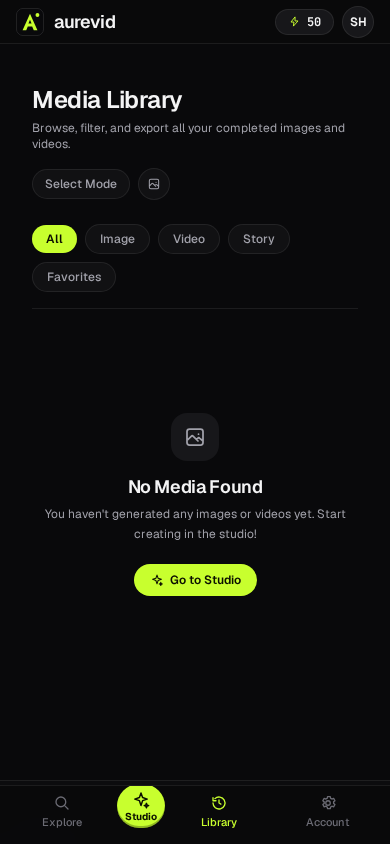 aurevid
50
SH
Media Library
Browse, filter, and export all your completed images and
videos.
Select Mode
All
Image
Video
Story
Favorites
No Media Found
You haven't generated any images or videos yet. Start
creating in the studio!
Go to Studio
Explore
Studio
Library
Account